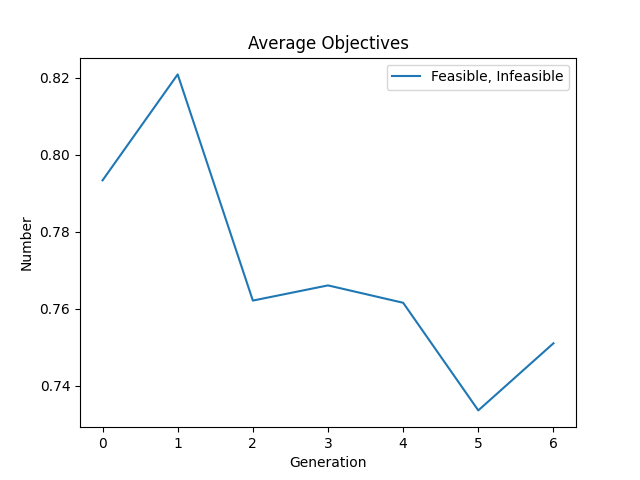 Average Objectives
Feasible, Infeasible
0.82
0.80
0.78
0.76
0.74
Number
0 1 2 3 4 5 6
Generation